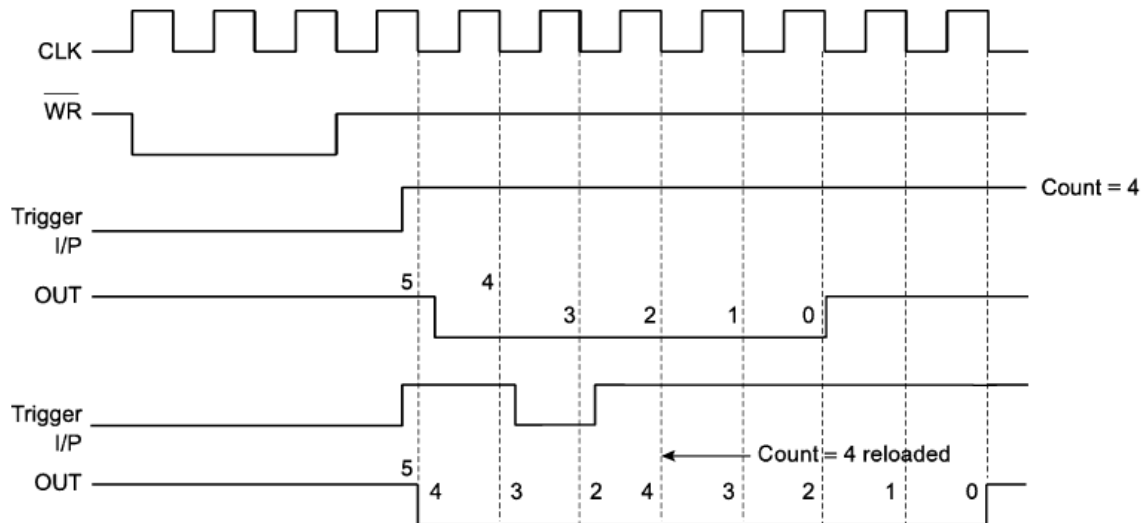 CLK
WR
Count = 4
Trigger
I/P
5 4
OUT
3 2 1 0
Trigger
I/P
Count = 4 reloaded
5
OUT
4 3 2 4 3 2 1 0